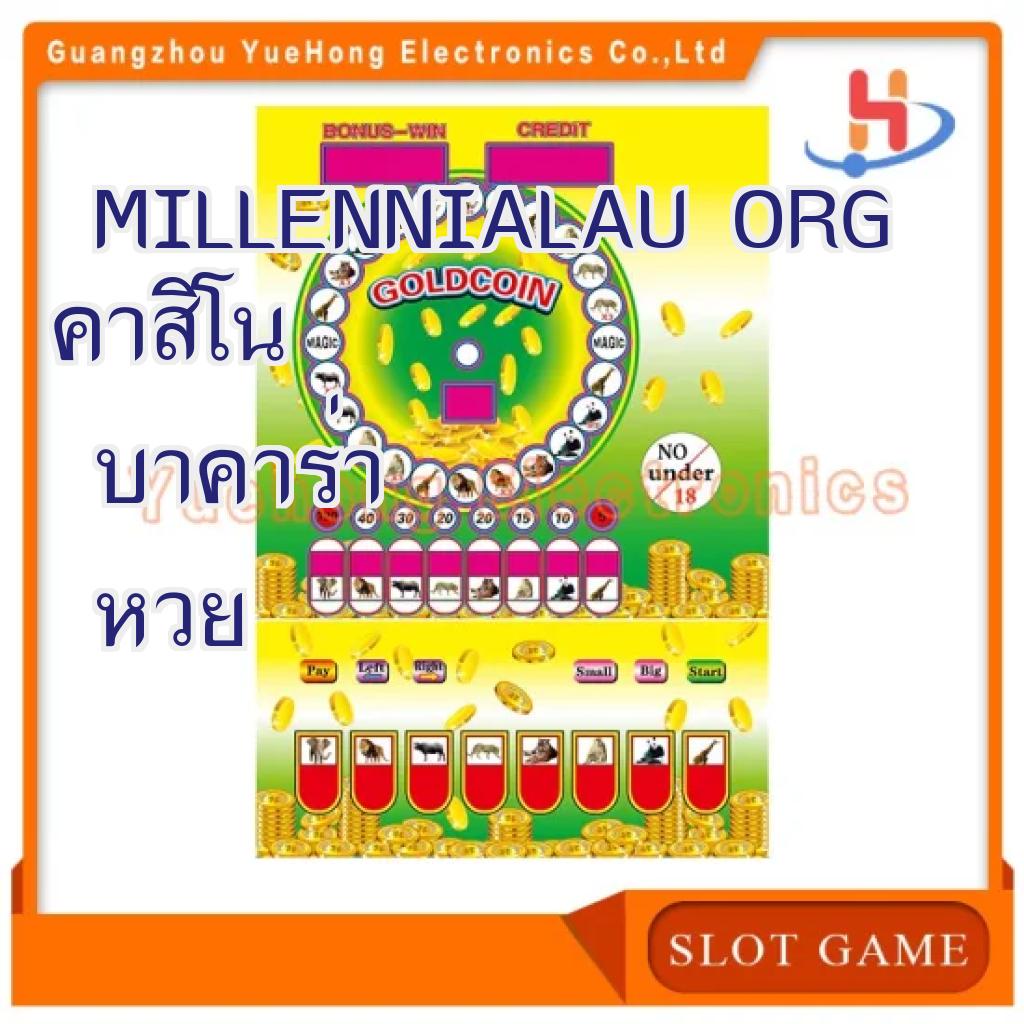 Guangzhou YueHong Electronics Co.,Ltd
BONUS-WIN CREDIT
MILLENNIALAU ORG
GOLDCOIN
คาสิโน
MAGIC MAGIC
NO
under
18
บาคาร่า
40 30 20 20 15 10
หวย
Pay Left Right Small Big Start
SLOT GAME